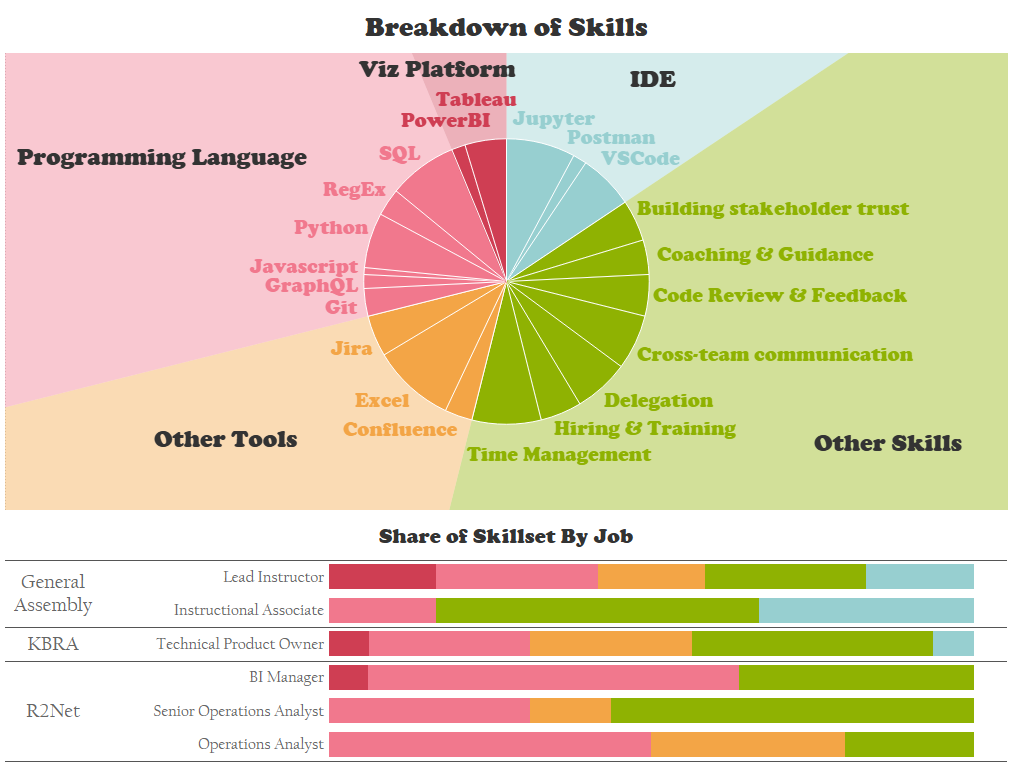 Breakdown of Skills
Viz Platform
IDE
Tableau
PowerBI
Jupyter
Postman
VSCode
Programming Language
SQL
RegEx
Python
Javascript
GraphQL
Git
Building stakeholder trust
Coaching & Guidance
Code Review & Feedback
Cross-team communication
Delegation
Hiring & Training
Time Management
Other Skills
Jira
Excel
Confluence
Other Tools
Share of Skillset By Job
General
Assembly
Lead Instructor
Instructional Associate
KBRA
Technical Product Owner
R2Net
BI Manager
Senior Operations Analyst
Operations Analyst